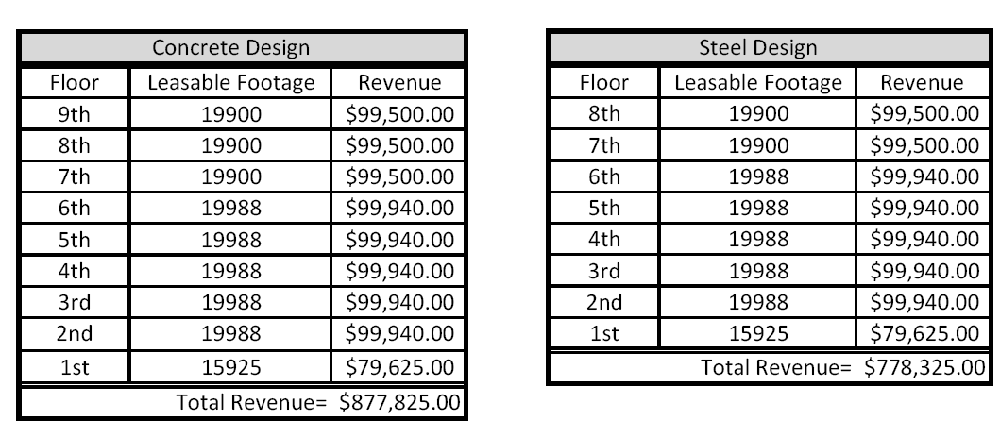 Concrete Design
Floor Leasable Footage Revenue
9th 19900 $99,500.00
8th 19900 $99,500.00
7th 19900 $99,500.00
6th 19988 $99,940.00
5th 19988 $99,940.00
4th 19988 $99,940.00
3rd 19988 $99,940.00
2nd 19988 $99,940.00
1st 15925 $79,625.00
Total Revenue= $877,825.00
Steel Design
Floor Leasable Footage Revenue
8th 19900 $99,500.00
7th 19900 $99,500.00
6th 19988 $99,940.00
5th 19988 $99,940.00
4th 19988 $99,940.00
3rd 19988 $99,940.00
2nd 19988 $99,940.00
1st 15925 $79,625.00
Total Revenue= $778,325.00